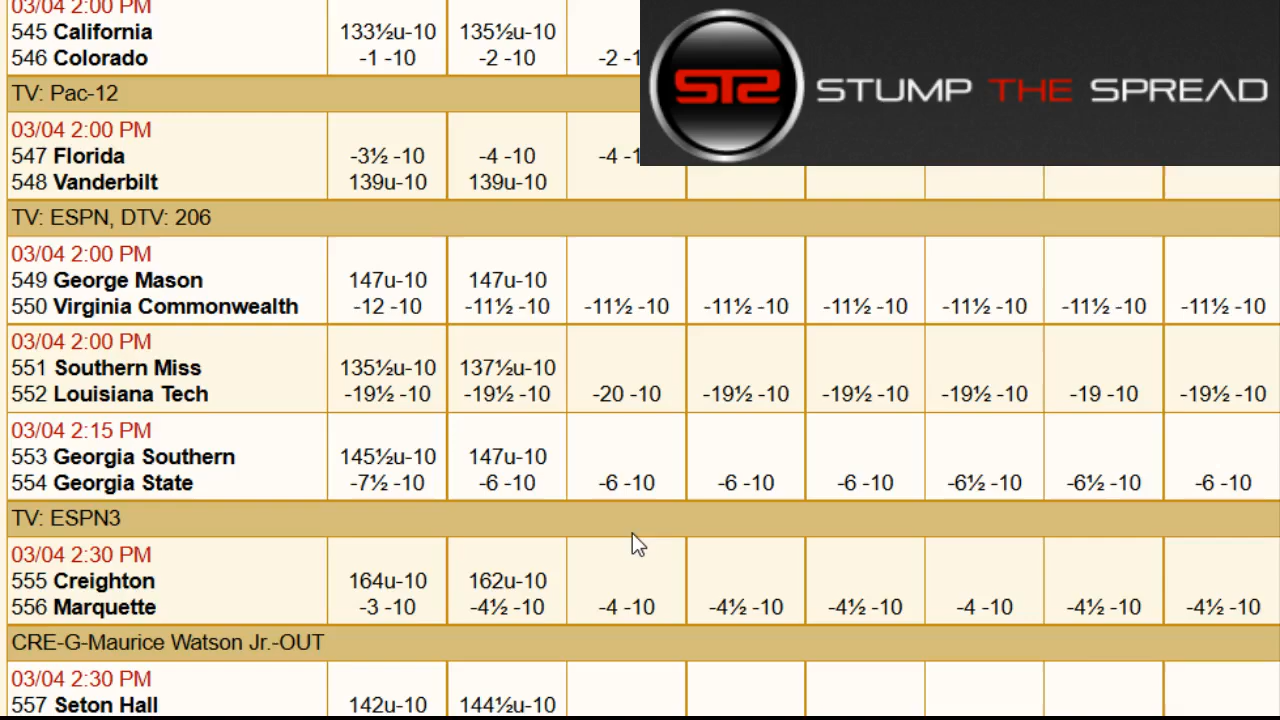 03/04 2:00 PM
545 California 133½u-10 135½u-10
546 Colorado -1 -10 -2 -10 -2 -1
STS STUMP THE SPREAD
TV: Pac-12
03/04 2:00 PM
547 Florida -3½ -10 -4 -10 -4 -1
548 Vanderbilt 139u-10 139u-10
TV: ESPN, DTV: 206
03/04 2:00 PM
549 George Mason 147u-10 147u-10
550 Virginia Commonwealth -12 -10 -11½ -10 -11½ -10 -11½ -10 -11½ -10 -11½ -10 -11½ -10 -11½ -10
03/04 2:00 PM
551 Southern Miss 135½u-10 137½u-10
552 Louisiana Tech -19½ -10 -19½ -10 -20 -10 -19½ -10 -19½ -10 -19½ -10 -19 -10 -19½ -10
03/04 2:15 PM
553 Georgia Southern 145½u-10 147u-10
554 Georgia State -7½ -10 -6 -10 -6 -10 -6 -10 -6 -10 -6½ -10 -6½ -10 -6 -10
TV: ESPN3
03/04 2:30 PM
555 Creighton 164u-10 162u-10
556 Marquette -3 -10 -4½ -10 -4 -10 -4½ -10 -4½ -10 -4 -10 -4½ -10 -4½ -10
CRE-G-Maurice Watson Jr.-OUT
03/04 2:30 PM
557 Seton Hall 142u-10 144½u-10